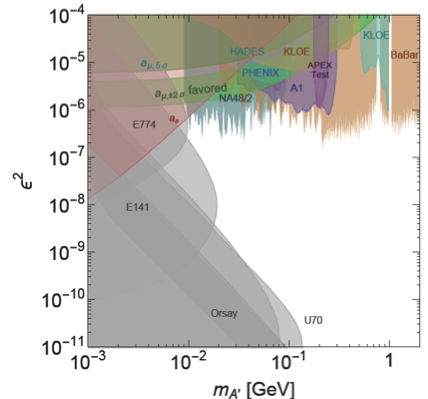 ϵ²
10⁻⁴
10⁻⁵
10⁻⁶
10⁻⁷
10⁻⁸
10⁻⁹
10⁻¹⁰
10⁻¹¹
HADES
KLOE
KLOE
BaBar
aμ,5σ
PHENIX
APEX
Test
aμ,±2σ favored
A1
NA48/2
E774
ae
E141
Orsay
U70
10⁻³
10⁻²
10⁻¹
1
mA' [GeV]